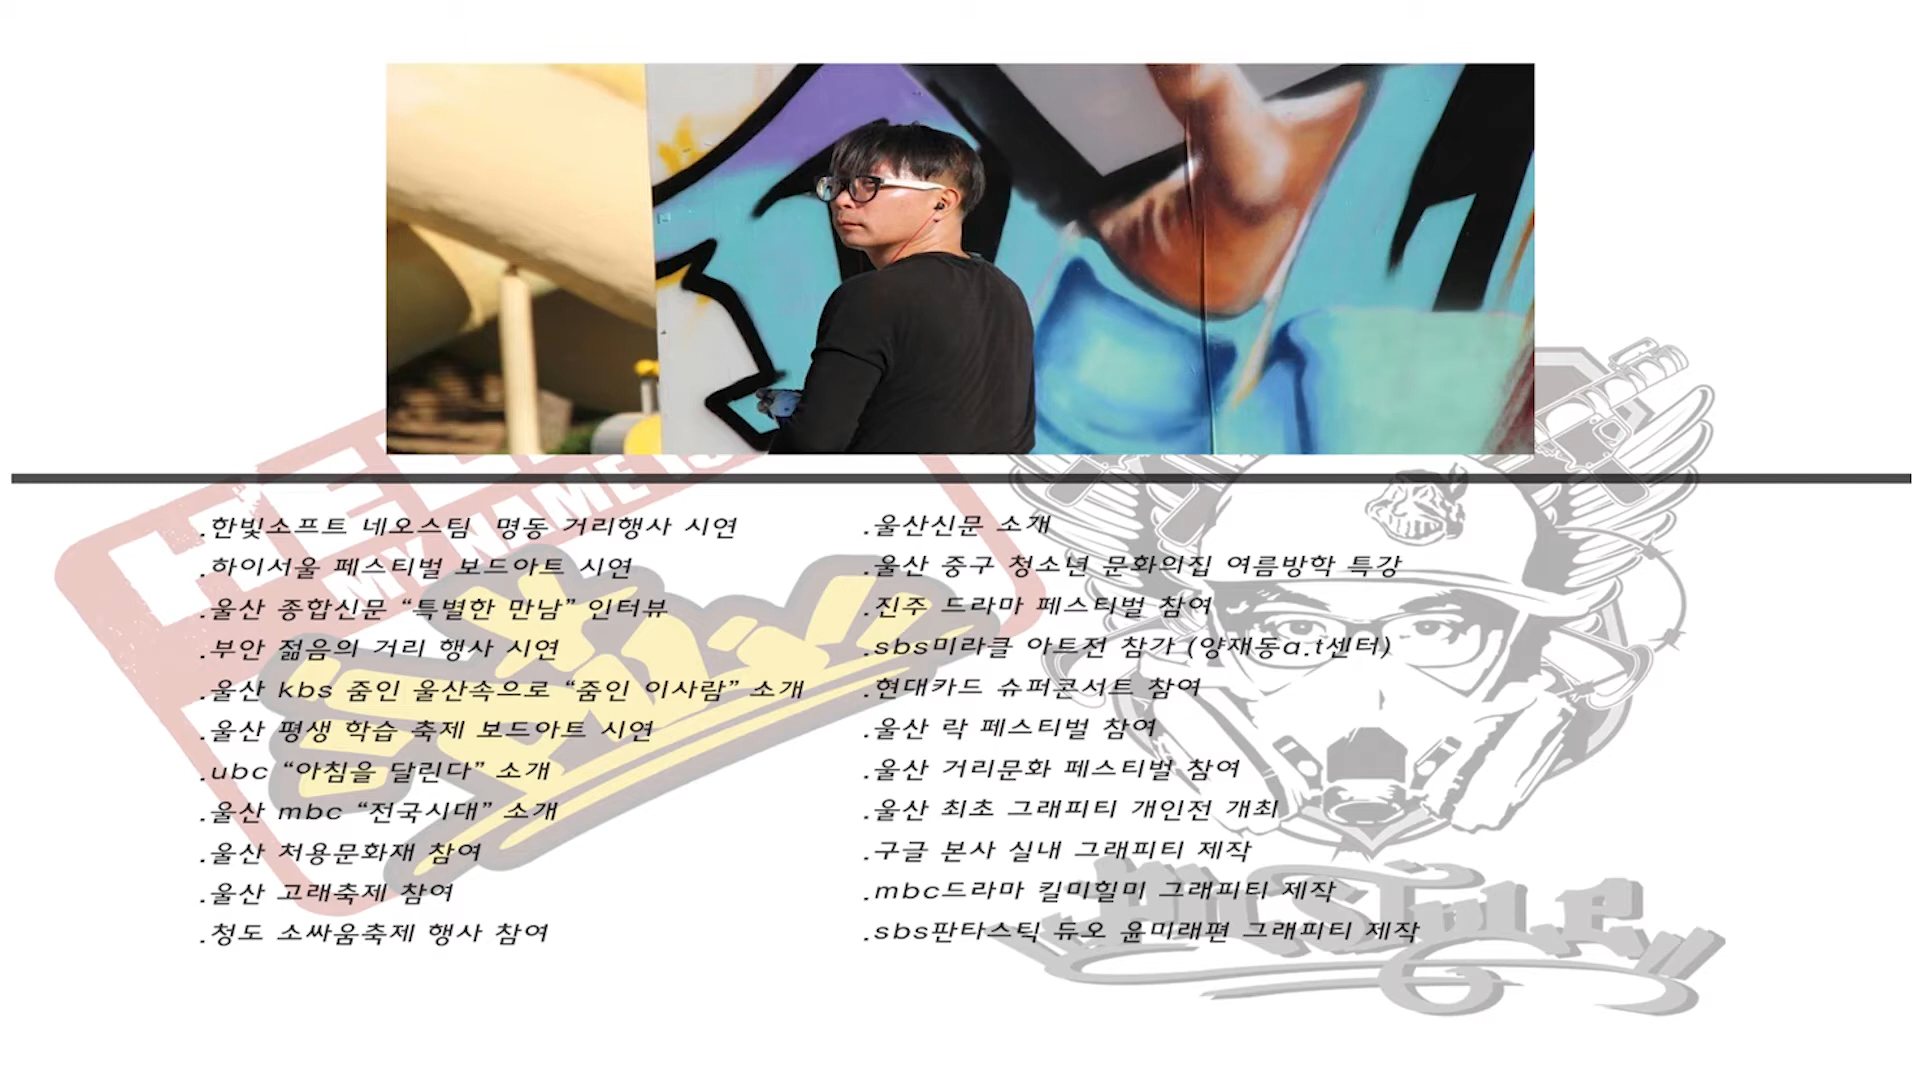 .한빛소프트 네오스팀 명동 거리행사 시연
.하이서울 페스티벌 보드아트 시연
.울산 종합신문 “특별한 만남” 인터뷰
.부안 젊음의 거리 행사 시연
.울산 kbs 줌인 울산속으로 “줌인 이사람” 소개
.울산 평생 학습 축제 보드아트 시연
.ubc “아침을 달린다” 소개
.울산 mbc “전국시대” 소개
.울산 처용문화재 참여
.울산 고래축제 참여
.청도 소싸움축제 행사 참여
.울산신문 소개
.울산 중구 청소년 문화의집 여름방학 특강
.진주 드라마 페스티벌 참여
.sbs미라클 아트전 참가 (양재동a.t센터)
.현대카드 슈퍼콘서트 참여
.울산 락 페스티벌 참여
.울산 거리문화 페스티벌 참여
.울산 최초 그래피티 개인전 개최
.구글 본사 실내 그래피티 제작
.mbc드라마 킬미힐미 그래피티 제작
.sbs판타스틱 듀오 윤미래편 그래피티 제작
MY NAME IS